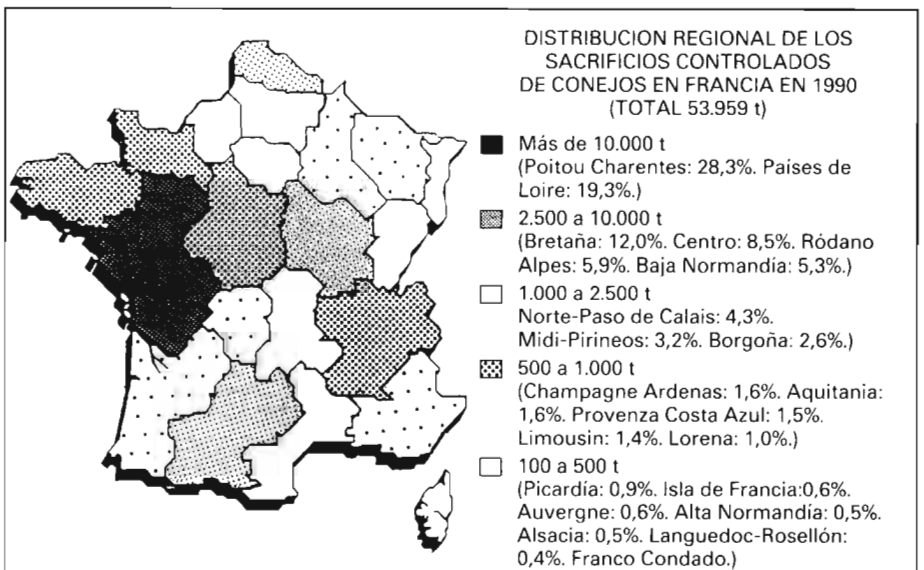 DISTRIBUCION REGIONAL DE LOS
SACRIFICIOS CONTROLADOS
DE CONEJOS EN FRANCIA EN 1990
(TOTAL 53.959 t)
Más de 10.000 t
(Poitou Charentes: 28,3%. Países de
Loire: 19,3%.)
2.500 a 10.000 t
(Bretaña: 12,0%. Centro: 8,5%. Ródano
Alpes: 5,9%. Baja Normandía: 5,3%.)
1.000 a 2.500 t
Norte-Paso de Calais: 4,3%.
Midi-Pirineos: 3,2%. Borgoña: 2,6%.)
500 a 1.000 t
(Champagne Ardenas: 1,6%. Aquitania:
1,6%. Provenza Costa Azul: 1,5%.
Limousin: 1,4%. Lorena: 1,0%.)
100 a 500 t
(Picardía: 0,9%. Isla de Francia:0,6%.
Auvergne: 0,6%. Alta Normandía: 0,5%.
Alsacia: 0,5%. Languedoc-Rosellón:
0,4%. Franco Condado.)